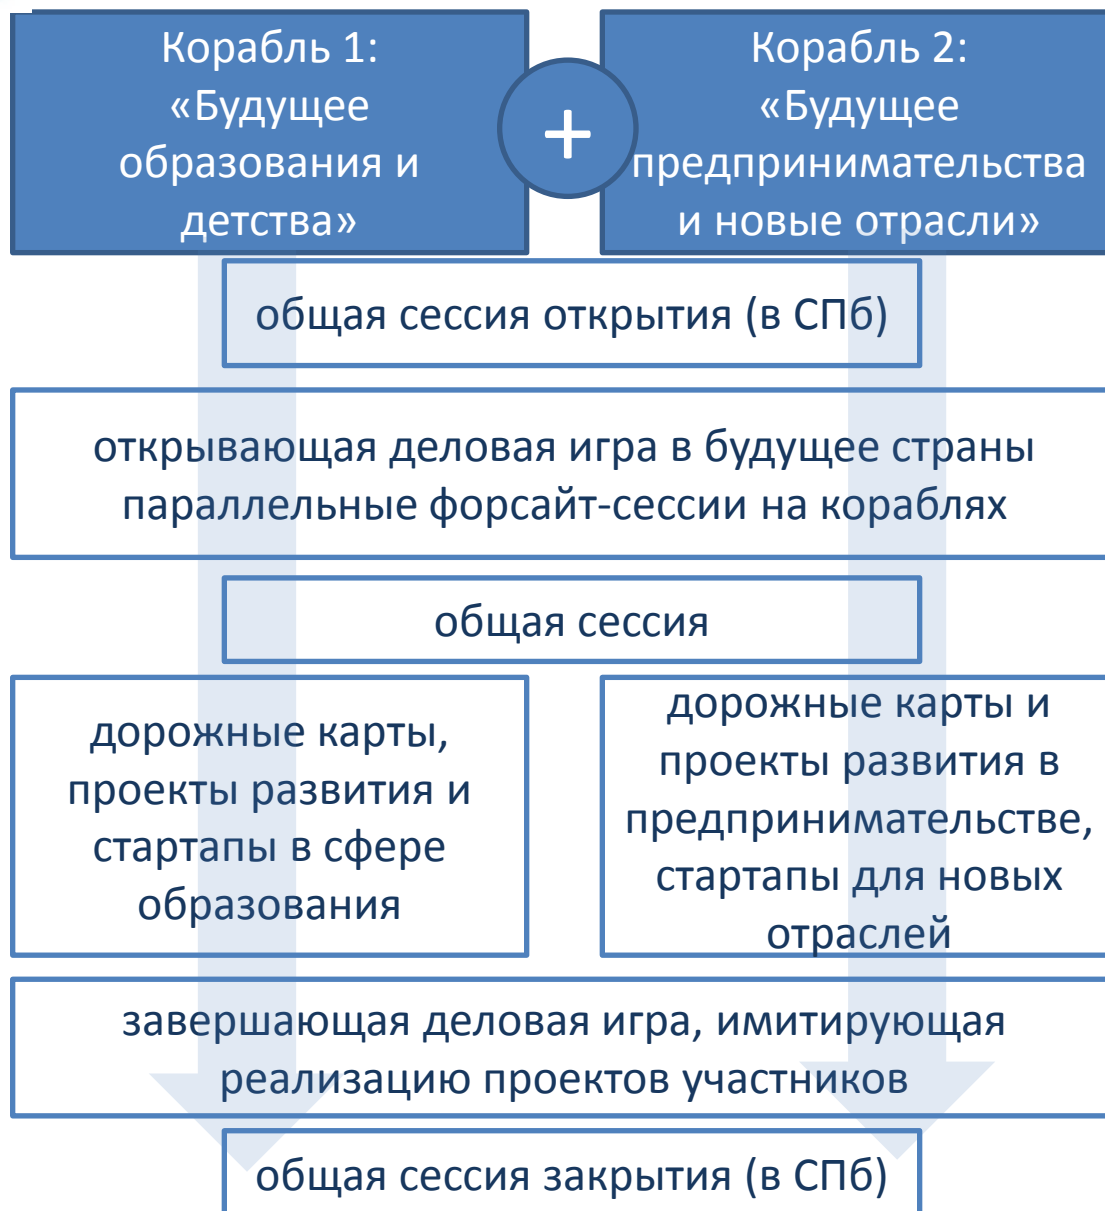 Корабль 1:
«Будущее
образования и
детства»
+
Корабль 2:
«Будущее
предпринимательства
и новые отрасли»
общая сессия открытия (в СПб)
открывающая деловая игра в будущее страны
параллельные форсайт-сессии на кораблях
общая сессия
дорожные карты,
проекты развития и
стартапы в сфере
образования
дорожные карты и
проекты развития в
предпринимательстве,
стартапы для новых
отраслей
завершающая деловая игра, имитирующая
реализацию проектов участников
общая сессия закрытия (в СПб)